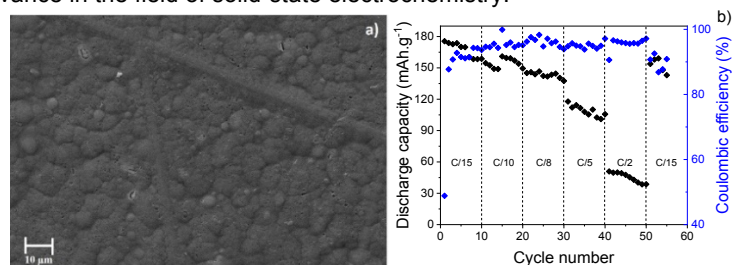 vance in the field of solid-state electrochemistry.
a)
10 µm
b)
Discharge capacity (mAh.g⁻¹)
180
150
120
90
60
30
0
C/15
C/10
C/8
C/5
C/2
C/15
100
80
60
40
Coulombic efficiency (%)
0
10
20
30
40
50
60
Cycle number